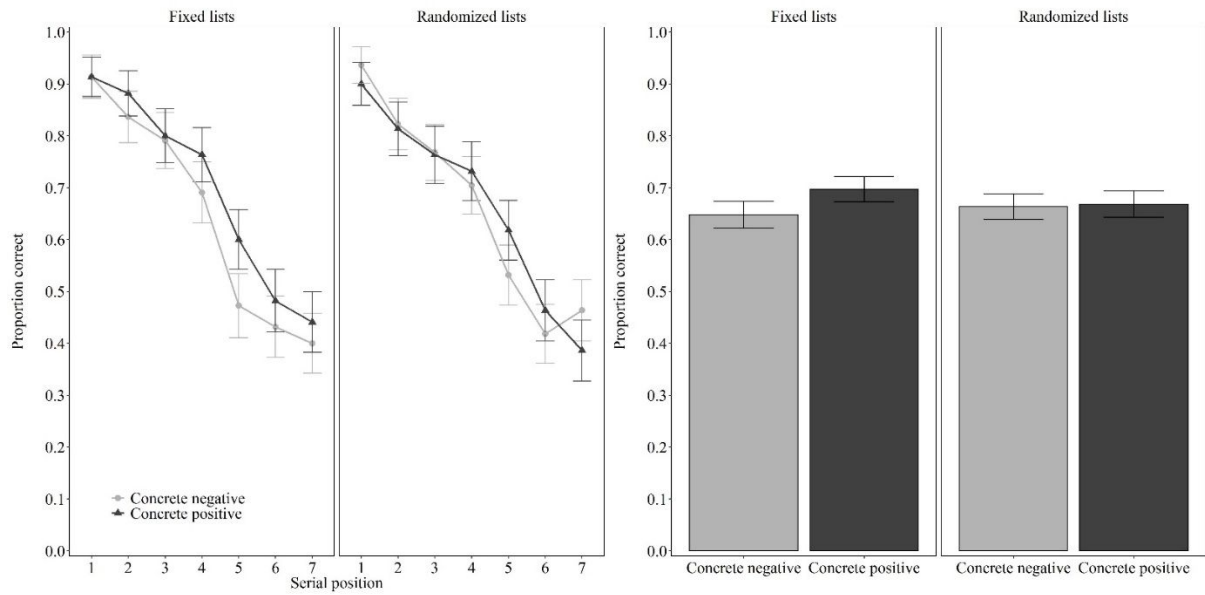 Fixed lists
Randomized lists
Proportion correct
1.0
0.9
0.8
0.7
0.6
0.5
0.4
0.3
0.2
0.1
0.0
Concrete negative
Concrete positive
1 2 3 4 5 6 7
1 2 3 4 5 6 7
Serial position
Fixed lists
Randomized lists
Proportion correct
1.0
0.9
0.8
0.7
0.6
0.5
0.4
0.3
0.2
0.1
0.0
Concrete negative Concrete positive
Concrete negative Concrete positive